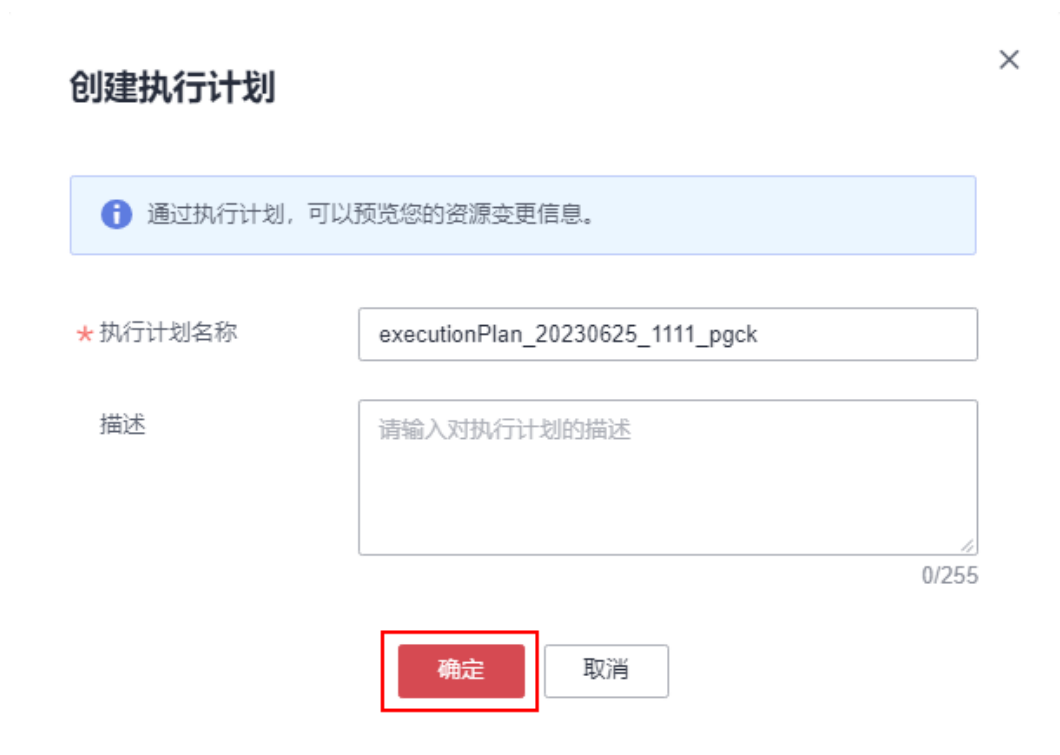 创建执行计划
通过执行计划，可以预览您的资源变更信息。
* 执行计划名称
executionPlan_20230625_1111_pgck
描述
请输入对执行计划的描述
0/255
确定
取消